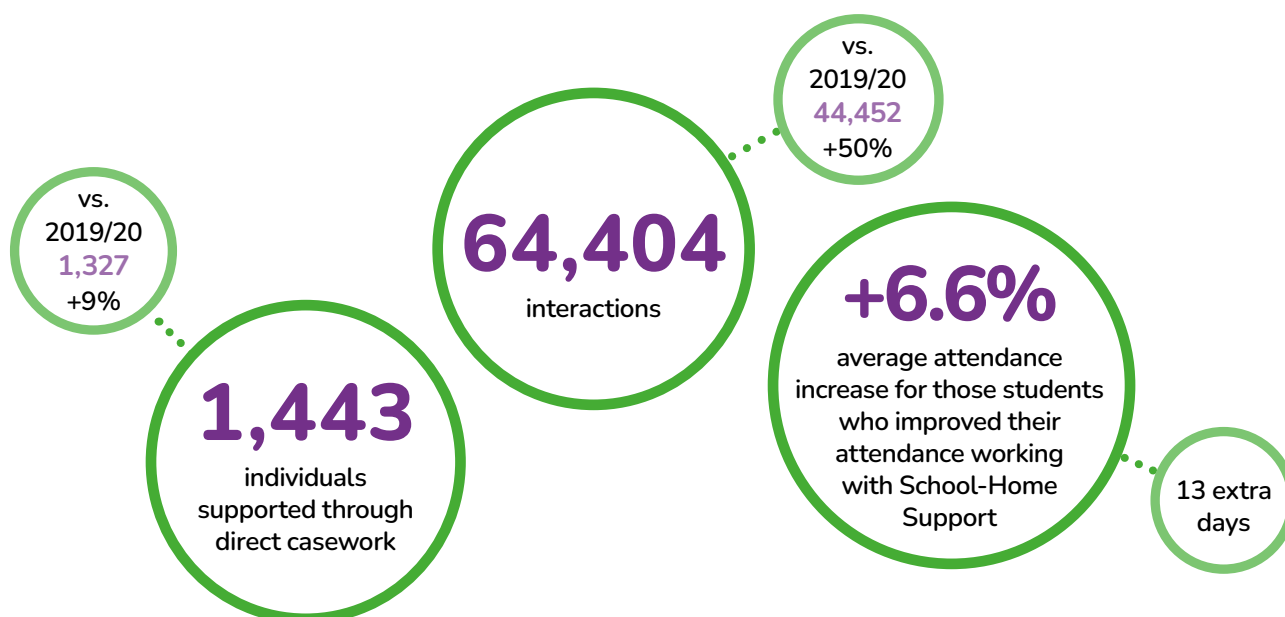 vs.
2019/20
1,327
+9%
1,443
individuals
supported through
direct casework
64,404
interactions
vs.
2019/20
44,452
+50%
+6.6%
average attendance
increase for those students
who improved their
attendance working
with School-Home
Support
13 extra
days